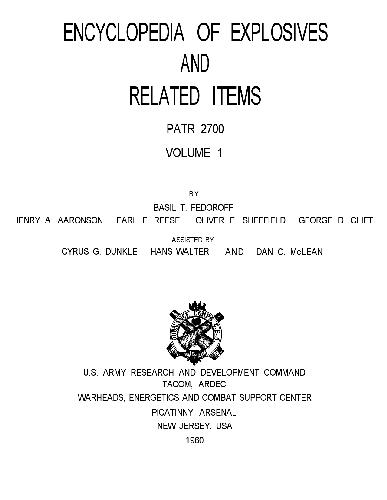 ENCYCLOPEDIA OF EXPLOSIVES
AND
RELATED ITEMS
PATR 2700
VOLUME 1
BY
BASIL T. FEDOROFF
HENRY A. AARONSON EARL F. REESE OLIVER E. SHEFFIELD GEORGE D. CLIFT
ASSISTED BY
CYRUS G. DUNKLE HANS WALTER AND DAN C. McLEAN
U.S. ARMY RESEARCH AND DEVELOPMENT COMMAND
TACOM, ARDEC
WARHEADS, ENERGETICS AND COMBAT SUPPORT CENTER
PICATINNY ARSENAL
NEW JERSEY, USA
1960